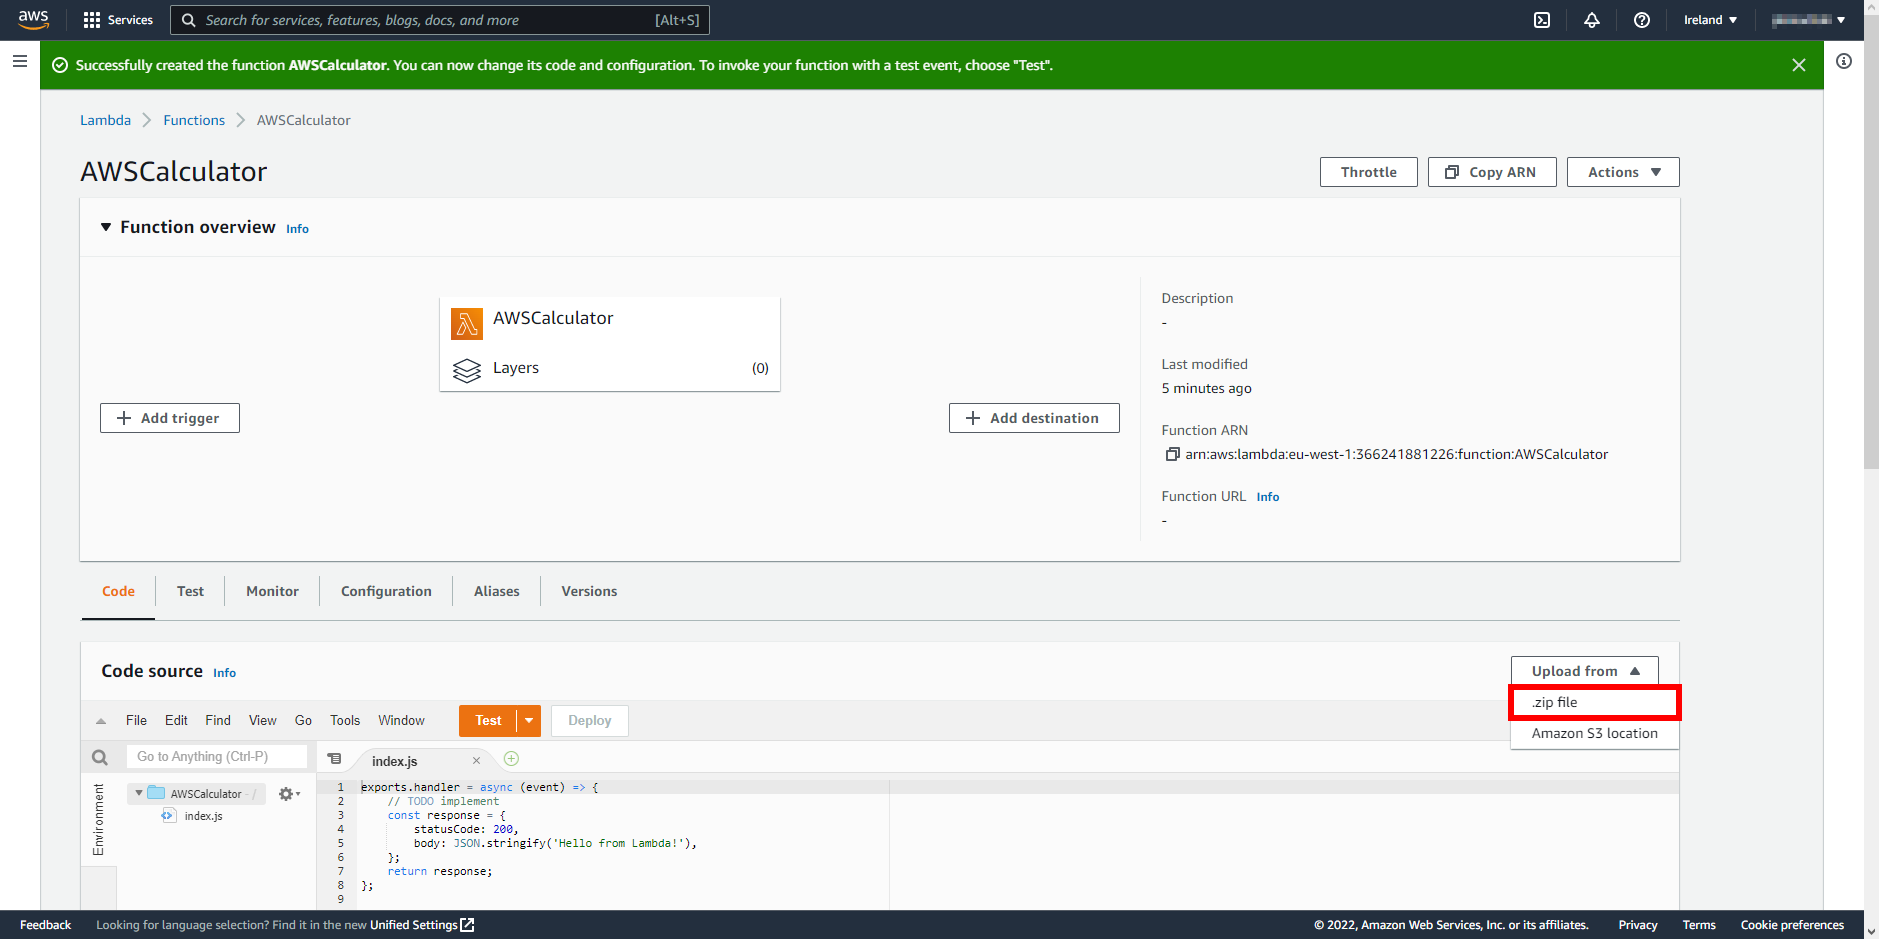 aws Services Search for services, features, blogs, docs, and more [Alt+S] Ireland
Successfully created the function AWSCalculator. You can now change its code and configuration. To invoke your function with a test event, choose "Test".
Lambda Functions AWSCalculator
AWSCalculator
Throttle Copy ARN Actions
Function overview Info
AWSCalculator
Layers (0)
Add trigger
Add destination
Description
-
Last modified
5 minutes ago
Function ARN
arn:aws:lambda:eu-west-1:366241881226:function:AWSCalculator
Function URL Info
-
Code Test Monitor Configuration Aliases Versions
Code source Info
Upload from
.zip file
Amazon S3 location
File Edit Find View Go Tools Window Test Deploy
Go to Anything (Ctrl-P)
index.js
Environment
AWSCalculator - /
index.js
1 exports.handler = async (event) => {
2 // TODO implement
3 const response = {
4 statusCode: 200,
5 body: JSON.stringify('Hello from Lambda!'),
6 };
7 return response;
8 };
9
Feedback Looking for language selection? Find it in the new Unified Settings © 2022, Amazon Web Services, Inc. or its affiliates. Privacy Terms Cookie preferences